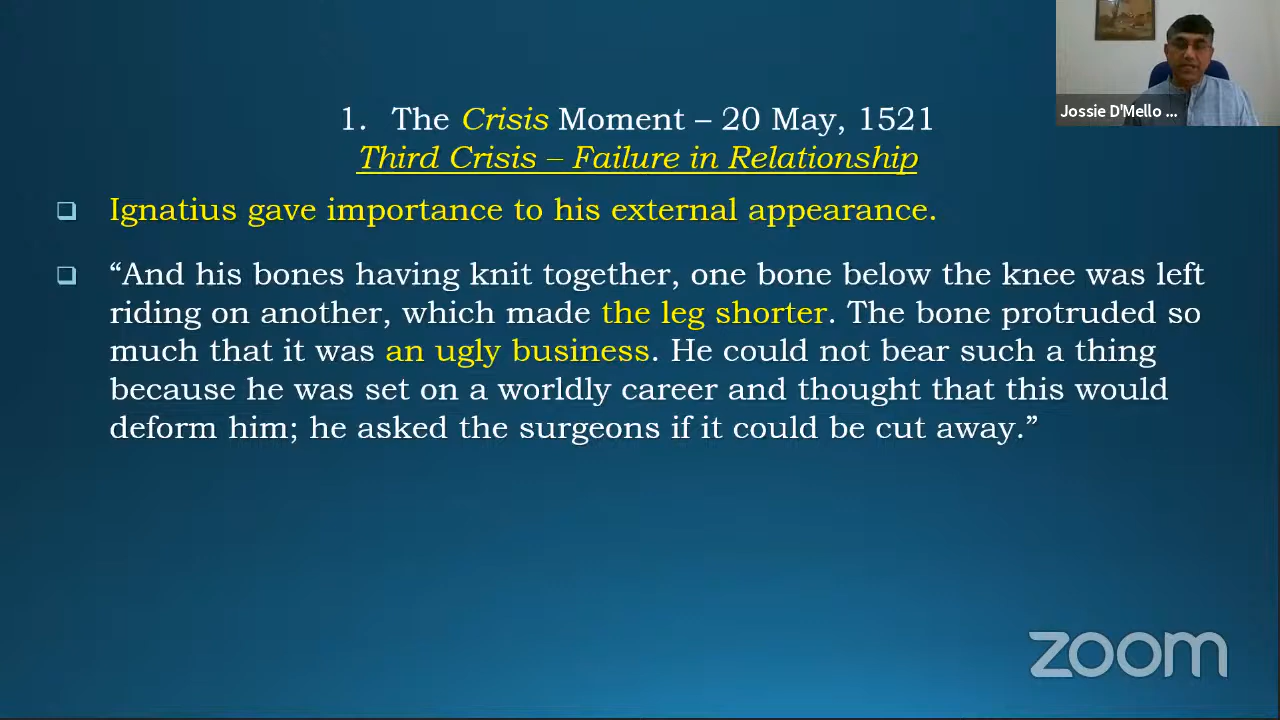 Jossie D'Mello ...
1. The Crisis Moment – 20 May, 1521
Third Crisis – Failure in Relationship
❑ Ignatius gave importance to his external appearance.
❑ “And his bones having knit together, one bone below the knee was left
riding on another, which made the leg shorter. The bone protruded so
much that it was an ugly business. He could not bear such a thing
because he was set on a worldly career and thought that this would
deform him; he asked the surgeons if it could be cut away.”
zoom